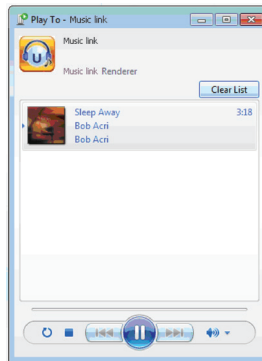 Play To - Music link
Music link
Music link Renderer
Clear List
Sleep Away 3:18
Bob Acri
Bob Acri